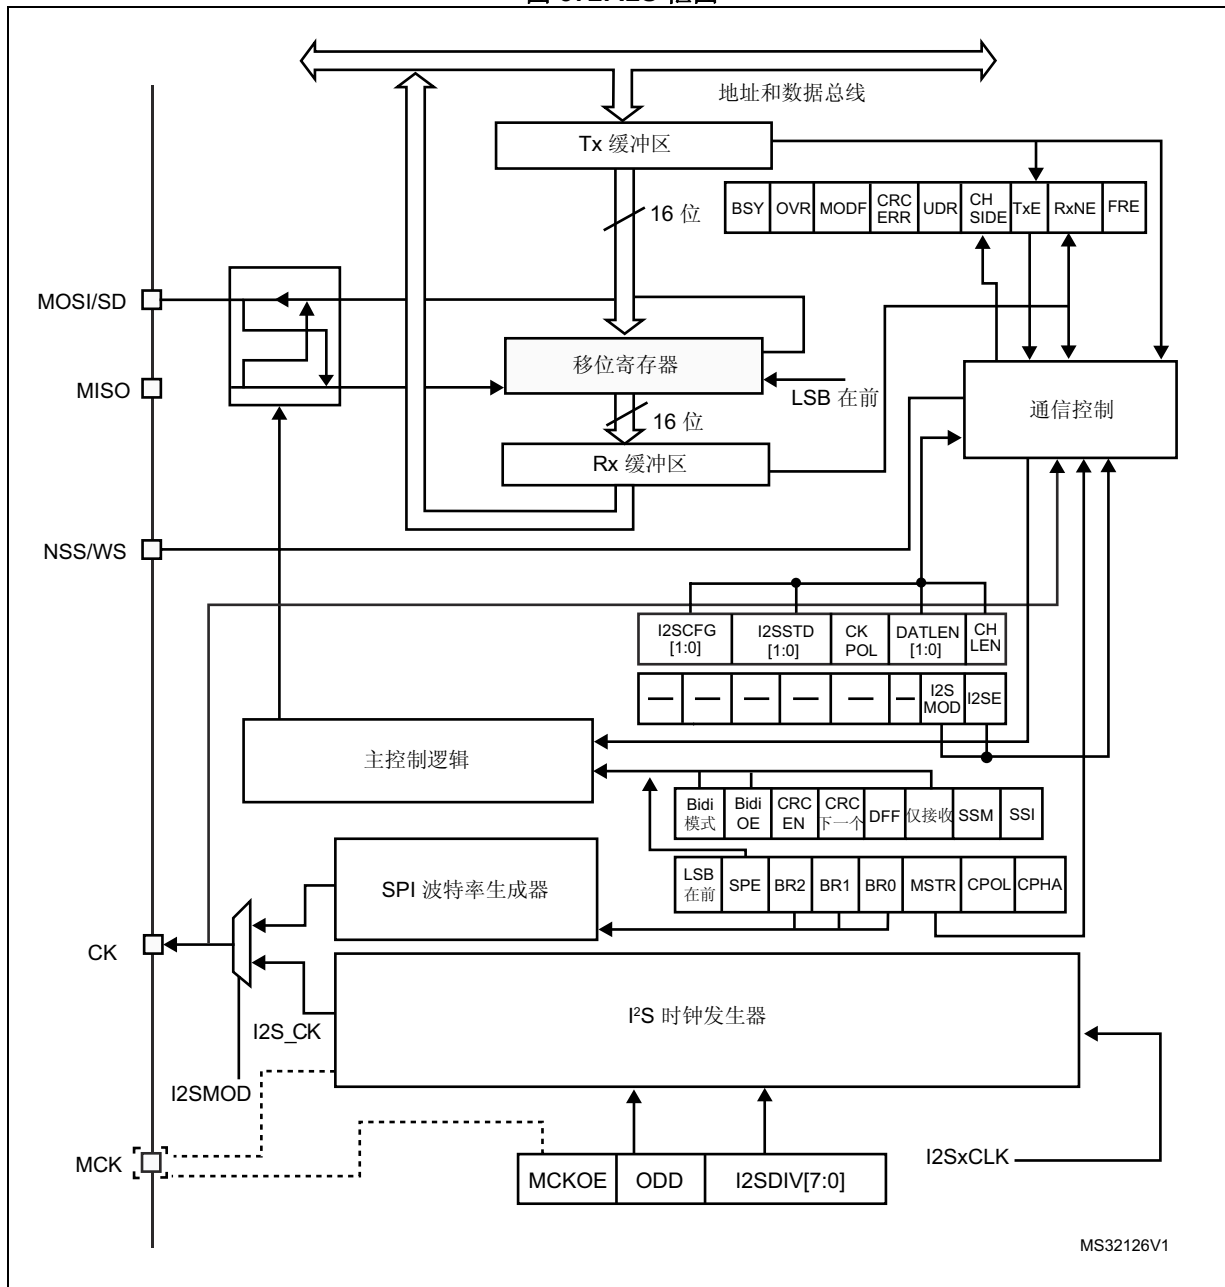 地址和数据总线
Tx 缓冲区
16 位
BSY OVR MODF CRC ERR UDR CH SIDE TxE RxNE FRE
MOSI/SD
移位寄存器
MISO
LSB 在前
通信控制
16 位
Rx 缓冲区
NSS/WS
I2SCFG [1:0] I2SSTD [1:0] CK POL DATLEN [1:0] CH LEN
— — — — — — I2S MOD I2SE
主控制逻辑
Bidi 模式 Bidi OE CRC EN CRC 下一个 DFF 仅接收 SSM SSI
LSB 在前 SPE BR2 BR1 BR0 MSTR CPOL CPHA
SPI 波特率生成器
CK
I²S 时钟发生器
I2S_CK
I2SMOD
MCK
I2SxCLK
MCKOE ODD I2SDIV[7:0]
MS32126V1